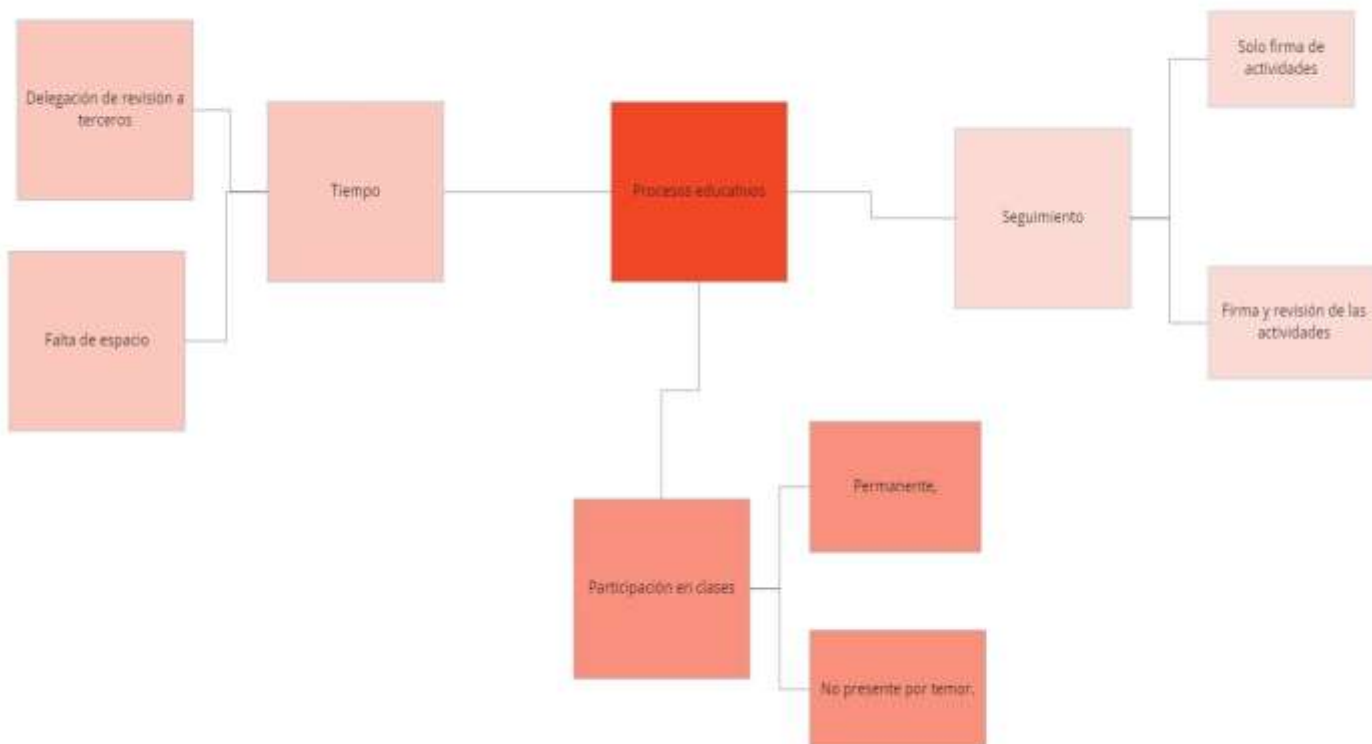 Delegación de revisión a
terceros
Falta de espacio
Tiempo
Procesos educativos
Seguimiento
Solo firma de
actividades
Firma y revisión de las
actividades
Participación en clases
Permanente,
No presente por temor.